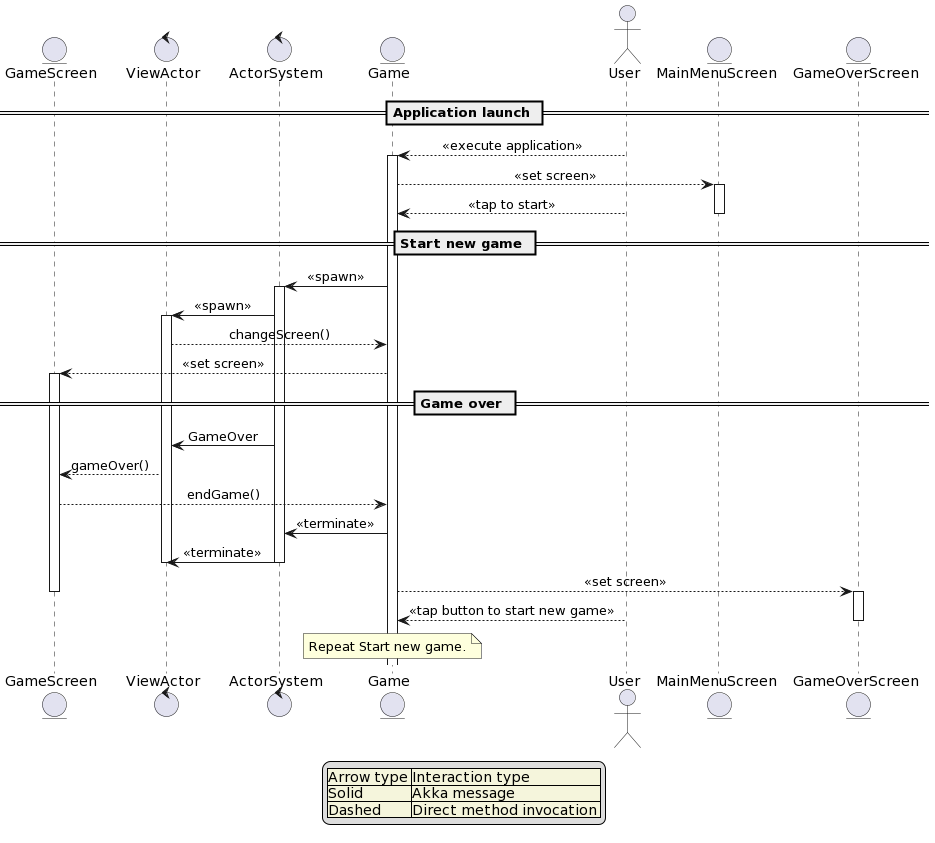 GameScreen ViewActor ActorSystem Game User MainMenuScreen GameOverScreen
Application launch
«execute application»
«set screen»
«tap to start»
Start new game
«spawn»
«spawn»
changeScreen()
«set screen»
Game over
GameOver
gameOver()
endGame()
«terminate»
«terminate»
«set screen»
«tap button to start new game»
Repeat Start new game.
GameScreen ViewActor ActorSystem Game User MainMenuScreen GameOverScreen
Arrow type Interaction type
Solid Akka message
Dashed Direct method invocation